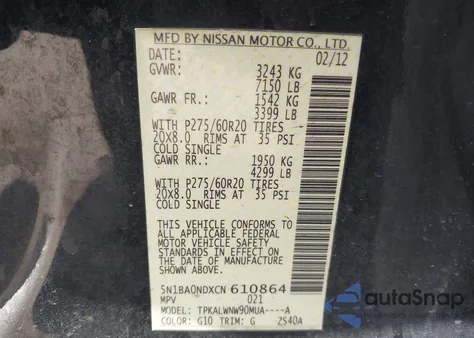 MFD BY NISSAN MOTOR CO., LTD.
DATE: 02/12
GVWR: 3243 KG
7150 LB
GAWR FR.: 1542 KG
3399 LB
WITH P275/60R20 TIRES
20X8.0 RIMS AT 35 PSI
COLD SINGLE
GAWR RR.: 1950 KG
4299 LB
WITH P275/60R20 TIRES
20X8.0 RIMS AT 35 PSI
COLD SINGLE
THIS VEHICLE CONFORMS TO
ALL APPLICABLE FEDERAL
MOTOR VEHICLE SAFETY
STANDARDS IN EFFECT ON THE
DATE OF MANUFACTURE
5N1BA0NDXCN 610864
MPV 021
MODEL: TPKALWNW90MUA----A
COLOR: G10 TRIM: G ZS40A
autoSnap